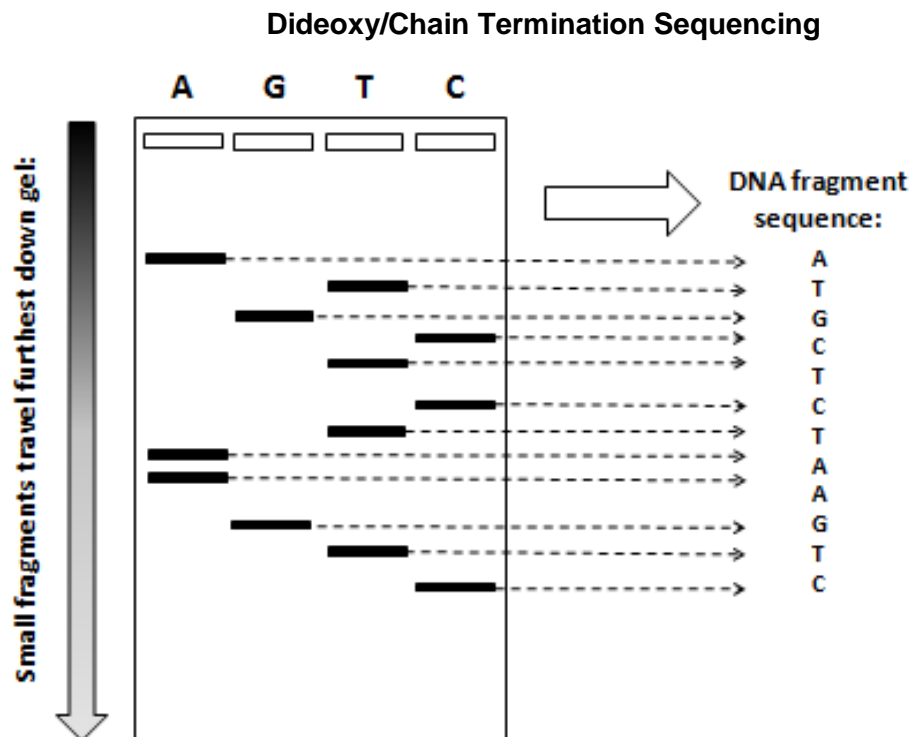 Dideoxy/Chain Termination Sequencing
A G T C
Small fragments travel furthest down gel:
DNA fragment
sequence:
A
T
G
C
T
C
T
A
A
G
T
C